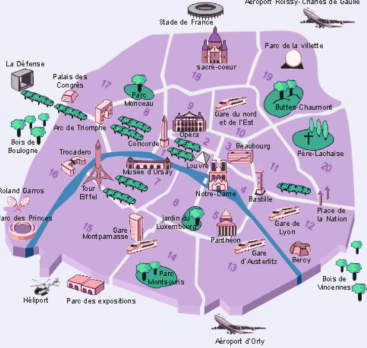 Aéroport Roissy-Charles de Gaulle
Stade de France
Parc de la villette
sacré-coeur
La Défense
Palais des
Congrès
17
18
19
Parc
Monceau
Buttes-Chaumont
Gare du nord
et de l'Est
9
8
10
Arc de Triomphe
Opéra
Bois de
Boulogne
Concorde
2
3
Beaubourg
Père-Lachaise
Trocadero
Louvre
Musée d'Orsay
11
20
16
Tour
Eiffel
7
Notre-Dame
4
Bastille
Roland Garros
Place de
la Nation
Parc des Princes
6
jardin du
Luxembourg
5
Panthéon
Gare de
Lyon
12
15
Gare
Montparnasse
14
13
Gare
d'Austerlitz
Bercy
Parc
Montsouris
Bois de
Vincennes
Héliport
Parc des expositions
Aéroport d'Orly